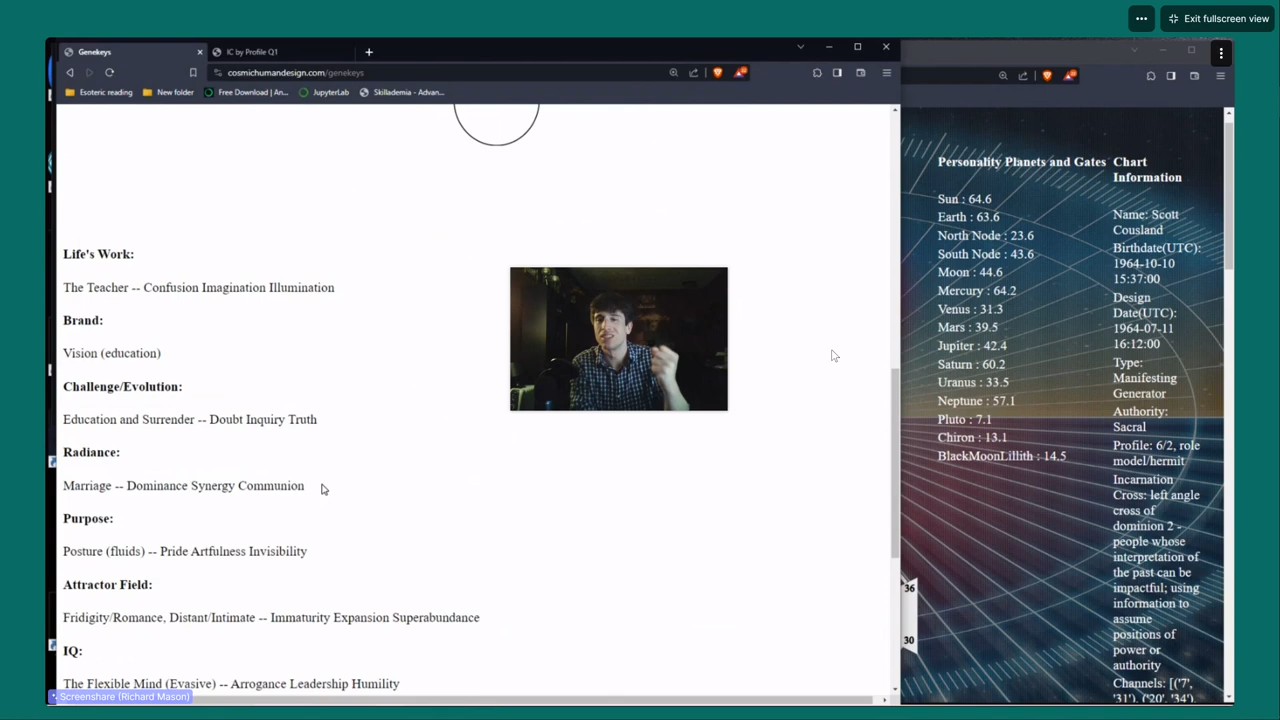 Exit fullscreen view
Genekeys
IC by Profile Q1
cosmichumandesign.com/genekeys
Esoteric reading
New folder
Free Download | An...
JupyterLab
Skillademia - Advan...
Life's Work:
The Teacher -- Confusion Imagination Illumination
Brand:
Vision (education)
Challenge/Evolution:
Education and Surrender -- Doubt Inquiry Truth
Radiance:
Marriage -- Dominance Synergy Communion
Purpose:
Posture (fluids) -- Pride Artfulness Invisibility
Attractor Field:
Fridigity/Romance, Distant/Intimate -- Immaturity Expansion Superabundance
IQ:
The Flexible Mind (Evasive) -- Arrogance Leadership Humility
Screenshare (Richard Mason)
Personality Planets and Gates
Sun : 64.6
Earth : 63.6
North Node : 23.6
South Node : 43.6
Moon : 44.6
Mercury : 64.2
Venus : 31.3
Mars : 39.5
Jupiter : 42.4
Saturn : 60.2
Uranus : 33.5
Neptune : 57.1
Pluto : 7.1
Chiron : 13.1
BlackMoonLillith : 14.5
36
30
Chart
Information
Name: Scott
Cousland
Birthdate(UTC):
1964-10-10
15:37:00
Design
Date(UTC):
1964-07-11
16:12:00
Type:
Manifesting
Generator
Authority:
Sacral
Profile: 6/2, role
model/hermit
Incarnation
Cross: left angle
cross of
dominion 2 -
people whose
interpretation of
the past can be
impactful; using
information to
assume
positions of
power or
authority
Channels: [('7',
'31'), ('20', '34'),